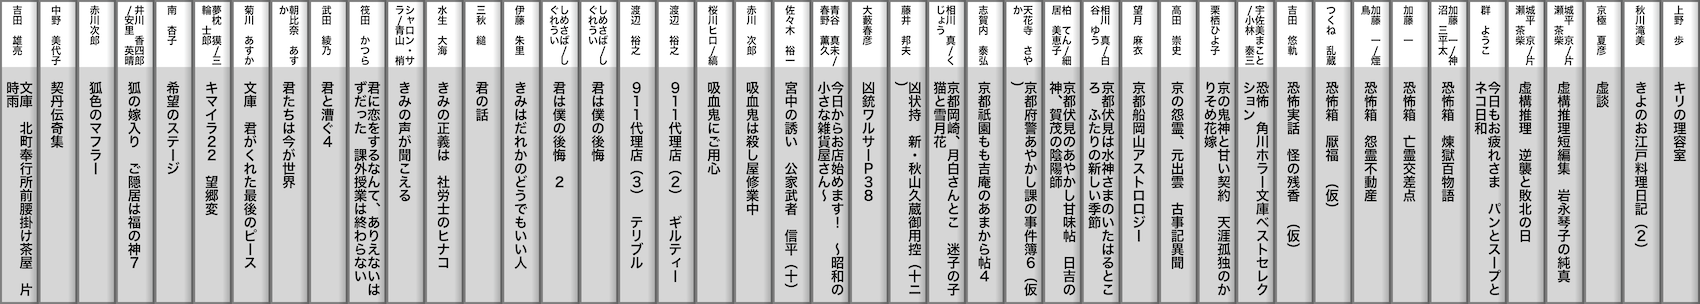 上野 歩
キリの理容室
秋川滝美
きよのお江戸料理日記（２）
京極 夏彦
虚談
城平 京/片
瀬 茶柴
虚構推理短編集 岩永琴子の純真
城平 京/片
瀬 茶柴
虚構推理 逆襲と敗北の日
群 ようこ
今日もお疲れさま パンとスープと
ネコ日和
加藤 一/神
沼 三平太
恐怖箱 煉獄百物語
加藤 一
恐怖箱 亡霊交差点
加藤 一/煙
鳥
恐怖箱 怨霊不動産
つくね 乱蔵
恐怖箱 厭福 （仮）
吉田 悠軌
恐怖実話 怪の残香 （仮）
宇佐美まこと
/小林 泰三
恐怖 角川ホラー文庫ベストセレク
ション
栗栖ひよ子
京の鬼神と甘い契約 天涯孤独のか
りそめ花嫁
高田 崇史
京の怨霊、元出雲 古事記異聞
望月 麻衣
京都船岡山アストロロジー
相川 真/白
谷 ゆう
京都伏見は水神さまのいたはるとこ
ろ ふたりの新しい季節
柏 てん/細
居 美恵子
京都伏見のあやかし甘味帖 日吉の
神、賀茂の陰陽師
天花寺 さや
か
京都府警あやかし課の事件簿６（仮
）
志賀内 泰弘
京都祇園もも吉庵のあまから帖４
相川 真/く
じょう
京都岡崎、月白さんとこ 迷子の子
猫と雪月花
藤井 邦夫
凶状持 新・秋山久蔵御用控（十二
）
大藪春彦
凶銃ワルサーＰ３８
青谷 真未/
春野 薫久
今日からお店始めます！ ～昭和の
小さな雑貨屋さん～
佐々木 裕一
宮中の誘い 公家武者 信平（十）
赤川 次郎
吸血鬼は殺し屋修業中
桜川ヒロ/縞
吸血鬼にご用心
渡辺 裕之
９１１代理店（２） ギルティー
渡辺 裕之
９１１代理店（３） テリブル
しめさば/し
ぐれうい
君は僕の後悔
しめさば/し
ぐれうい
君は僕の後悔 ２
伊藤 朱里
きみはだれかのどうでもいい人
三秋 縋
君の話
水生 大海
きみの正義は 社労士のヒナコ
シャロン・サ
ラ/青山 梢
きみの声が聞こえる
筏田 かつら
君に恋をするなんて、ありえないは
ずだった 課外授業は終わらない
武田 綾乃
君と漕ぐ４
朝比奈 あす
か
君たちは今が世界
菊川 あすか
文庫 君がくれた最後のピース
夢枕 獏/三
輪 士郎
キマイラ２２ 望郷変
南 杏子
希望のステージ
井川 香四郎
/安里 英晴
狐の嫁入り ご隠居は福の神７
赤川次郎
狐色のマフラー
中野 美代子
契丹伝奇集
吉田 雄亮
文庫 北町奉行所前腰掛け茶屋 片
時雨